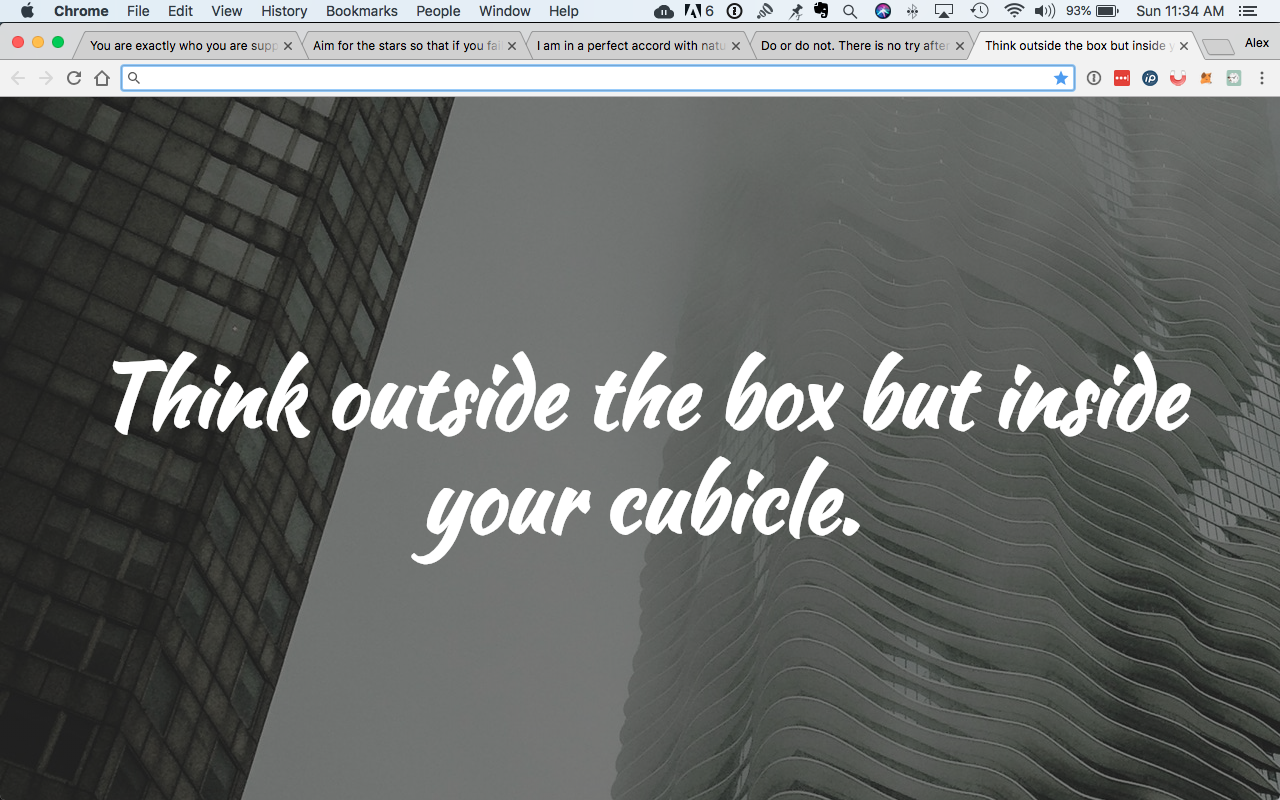 Chrome File Edit View History Bookmarks People Window Help 6 93% Sun 11:34 AM
You are exactly who you are supp Aim for the stars so that if you fai I am in a perfect accord with natu Do or do not. There is no try after Think outside the box but inside y Alex
Think outside the box but inside
your cubicle.